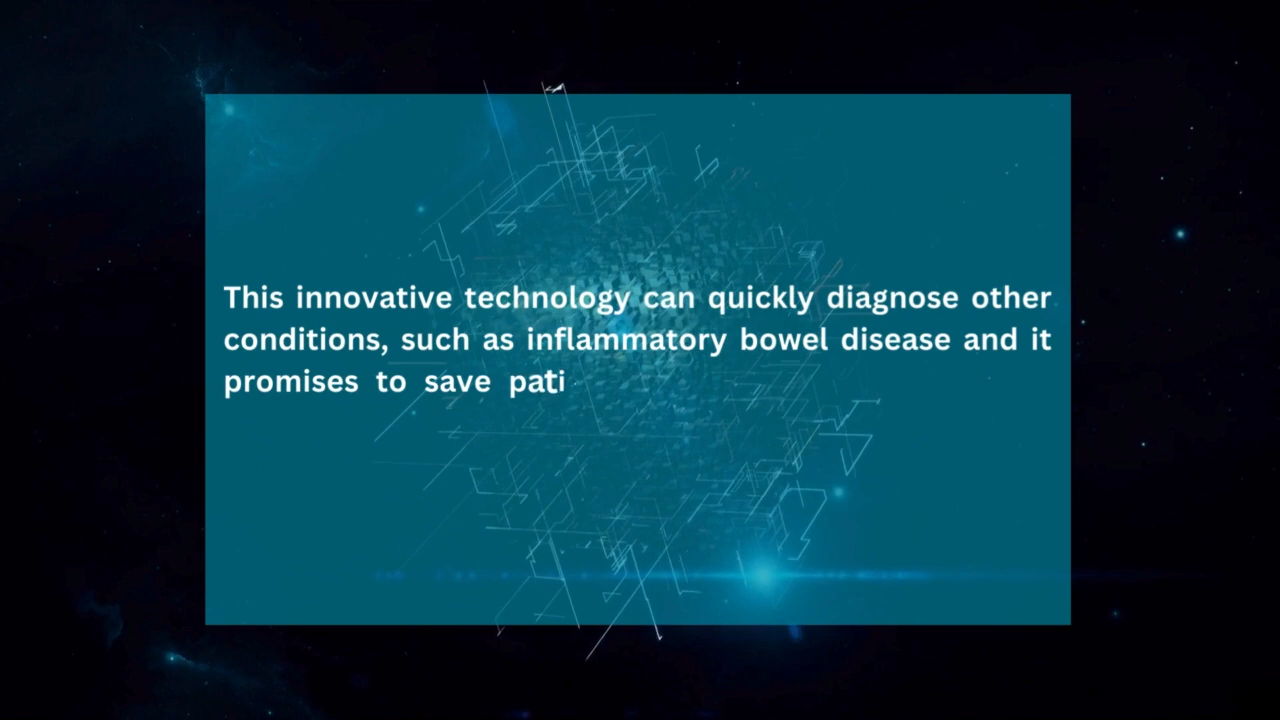 This innovative technology can quickly diagnose other
conditions, such as inflammatory bowel disease and it
promises to save pati